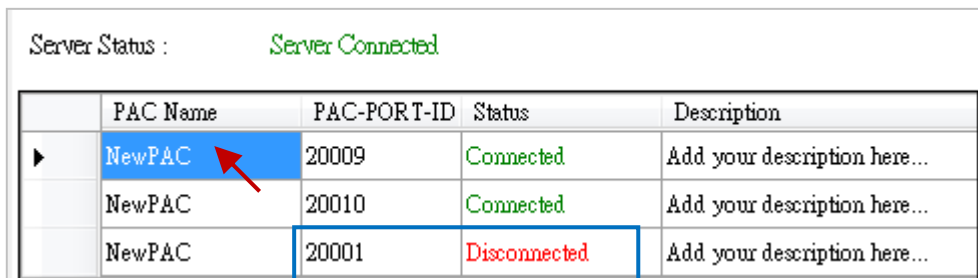 Server Status : Server Connected
PAC Name PAC-PORT-ID Status Description
NewPAC 20009 Connected Add your description here...
NewPAC 20010 Connected Add your description here...
NewPAC 20001 Disconnected Add your description here...